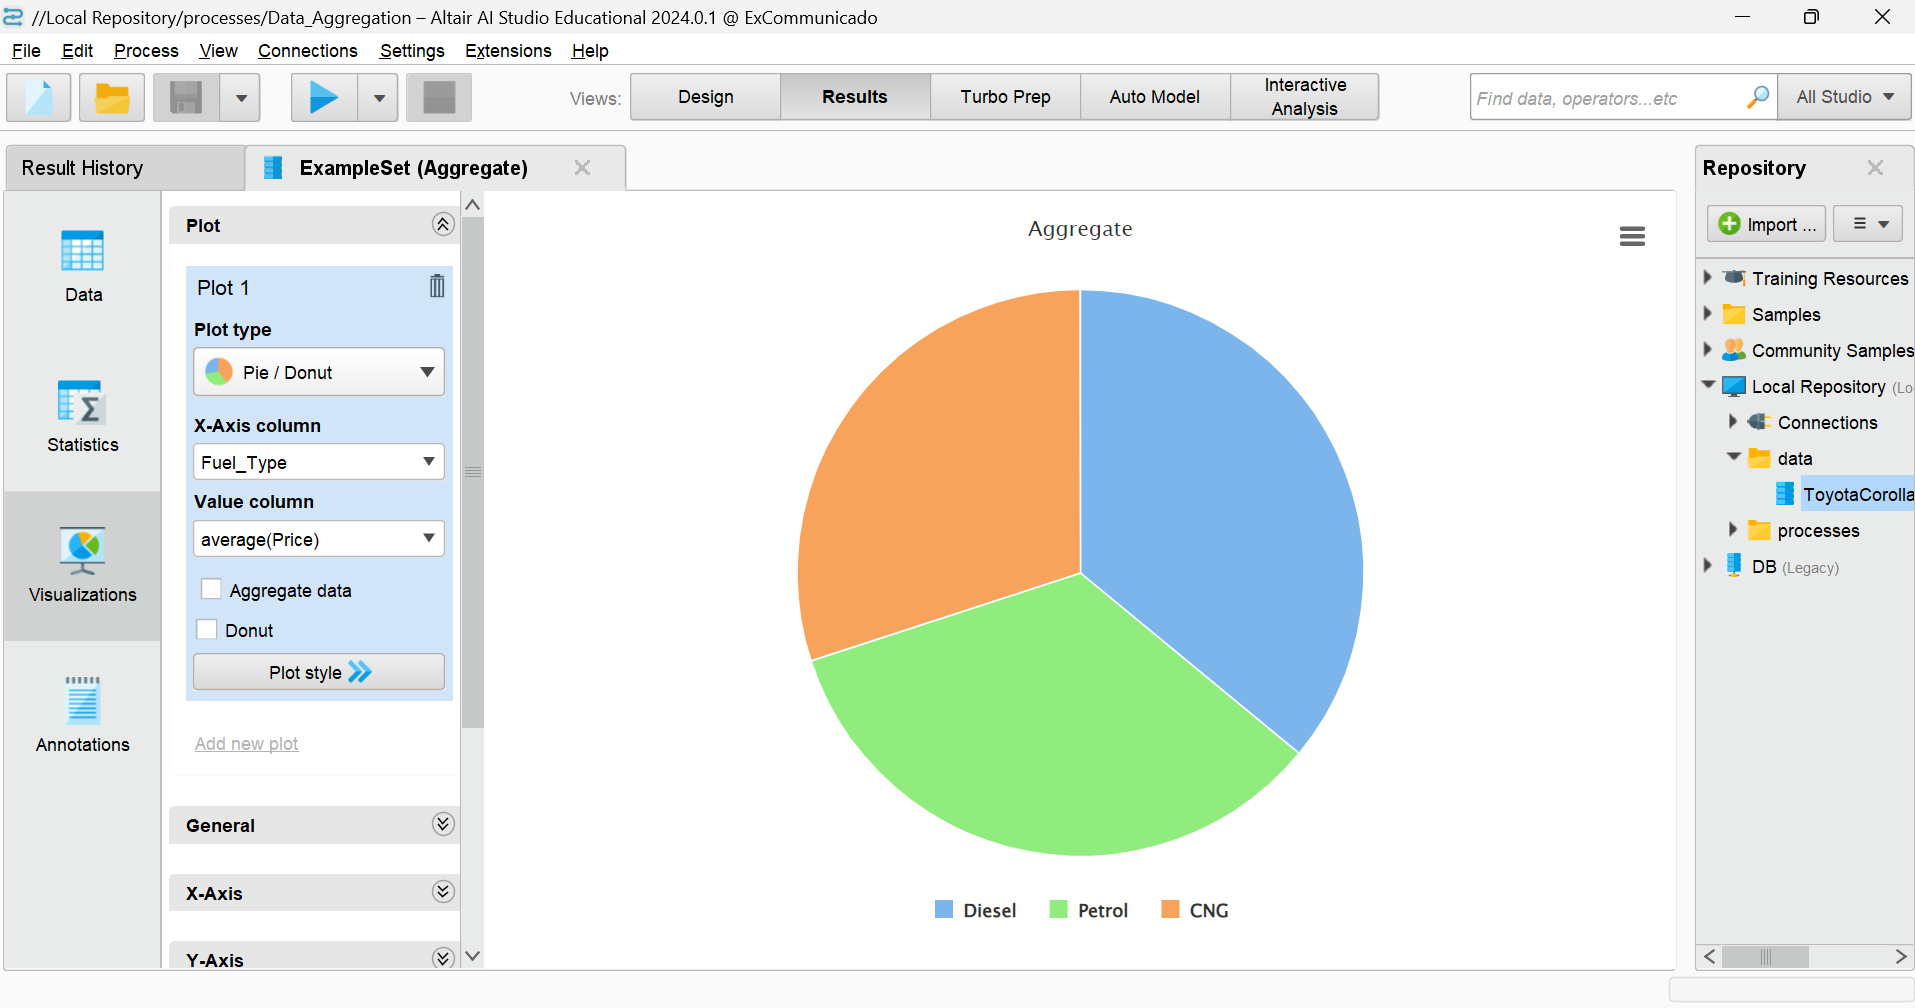 //Local Repository/processes/Data_Aggregation – Altair AI Studio Educational 2024.0.1 @ ExCommunicado
File Edit Process View Connections Settings Extensions Help
Views: Design Results Turbo Prep Auto Model Interactive Analysis
Find data, operators...etc
All Studio
Result History
ExampleSet (Aggregate)
Data
Statistics
Visualizations
Annotations
Plot
Plot 1
Plot type
Pie / Donut
X-Axis column
Fuel_Type
Value column
average(Price)
Aggregate data
Donut
Plot style
Add new plot
General
X-Axis
Y-Axis
Aggregate
Diesel Petrol CNG
Repository
Import ...
Training Resources
Samples
Community Samples
Local Repository (Lo
Connections
data
ToyotaCorolla
processes
DB (Legacy)